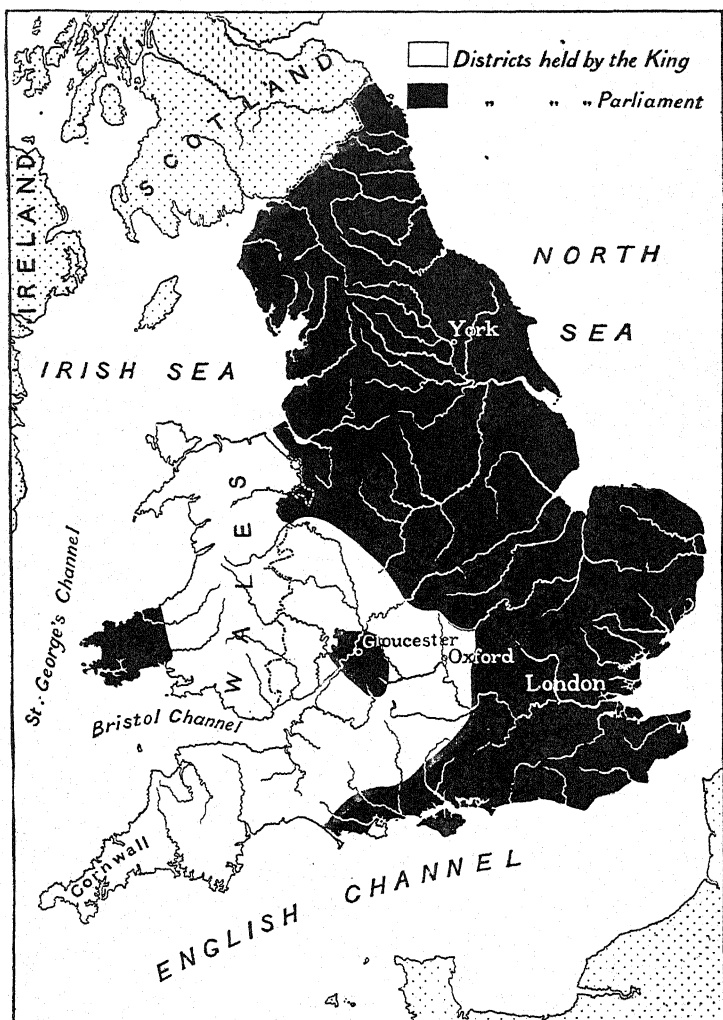 Districts held by the King
„ „ „ Parliament
SCOTLAND
IRELAND
NORTH
SEA
York
IRISH SEA
WALES
St. George's Channel
Gloucester
Oxford
London
Bristol Channel
Cornwall
ENGLISH CHANNEL